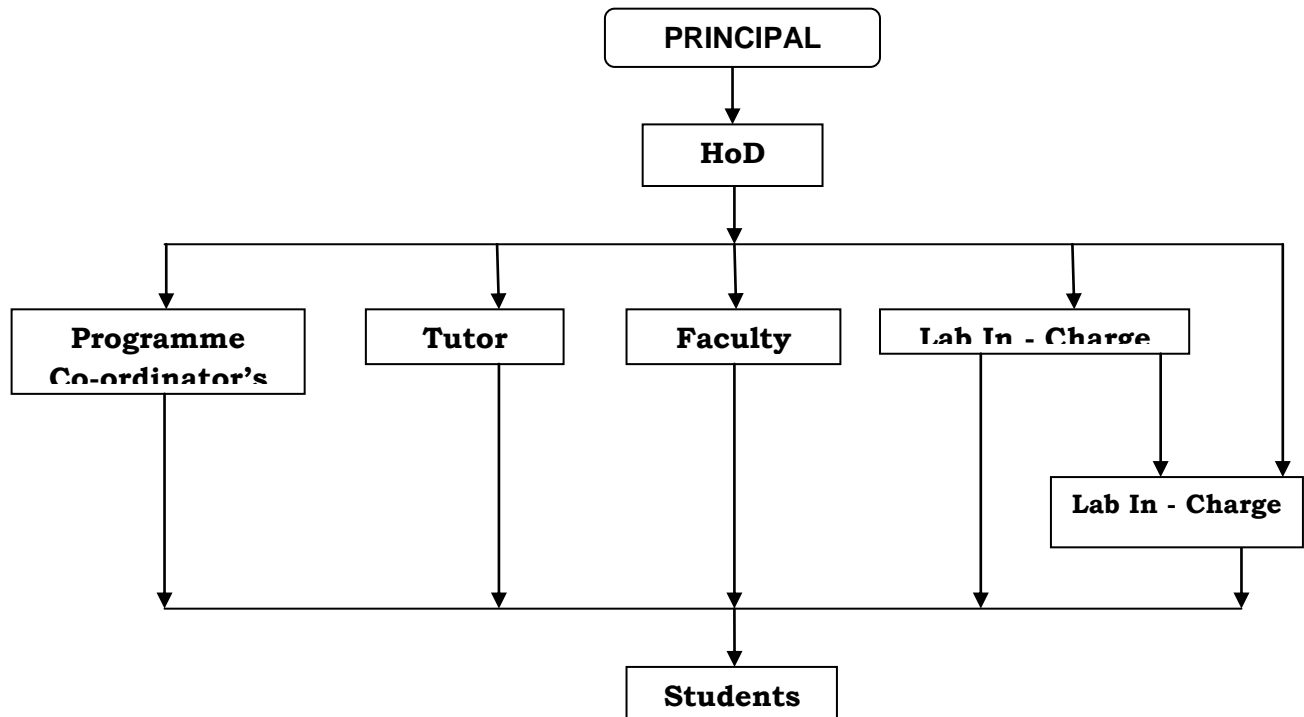 PRINCIPAL
HoD
Programme
Co-ordinator’s
Tutor
Faculty
Lab In - Charge
Lab In - Charge
Students